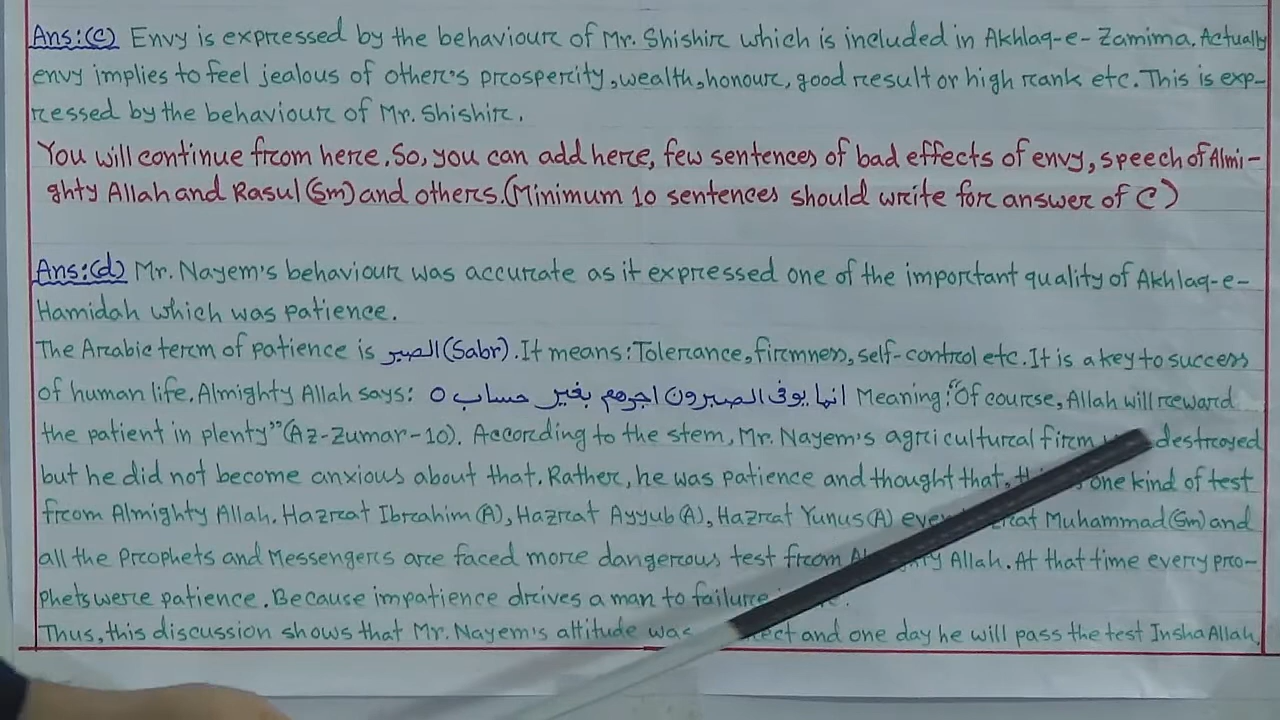 Ans:(c) Envy is expressed by the behaviour of Mr. Shishir which is included in Akhlaq-e-Zamima. Actually
envy implies to feel jealous of other's prosperity, wealth, honour, good result or high rank etc. This is exp-
ressed by the behaviour of Mr. Shishir.
You will continue from here. So, you can add here, few sentences of bad effects of envy, speech of Almi-
ghty Allah and Rasul (Sm) and others. (Minimum 10 sentences should write for answer of C)
Ans:(d) Mr. Nayem's behaviour was accurate as it expressed one of the important quality of Akhlaq-e-
Hamidah which was patience.
The Arabic term of patience is الصبر (Sabr). It means: Tolerance, firmness, self-control etc. It is a key to success
of human life. Almighty Allah says: انما يوفى الصبرون اجرهم بغير حساب ه Meaning: "Of course, Allah will reward
the patient in plenty" (Az-Zumar-10). According to the stem, Mr. Nayem's agricultural firm destroyed
but he did not become anxious about that. Rather, he was patience and thought that, one kind of test
from Almighty Allah. Hazrat Ibrahim (A), Hazrat Ayyub (A), Hazrat Yunus (A) Muhammad (Sm) and
all the Prophets and Messengers are faced more dangerous test from Allah. At that time every pro-
phets were patience. Because impatience drives a man to failure
Thus, this discussion shows that Mr. Nayem's attitude was and one day he will pass the test InshaAllah.